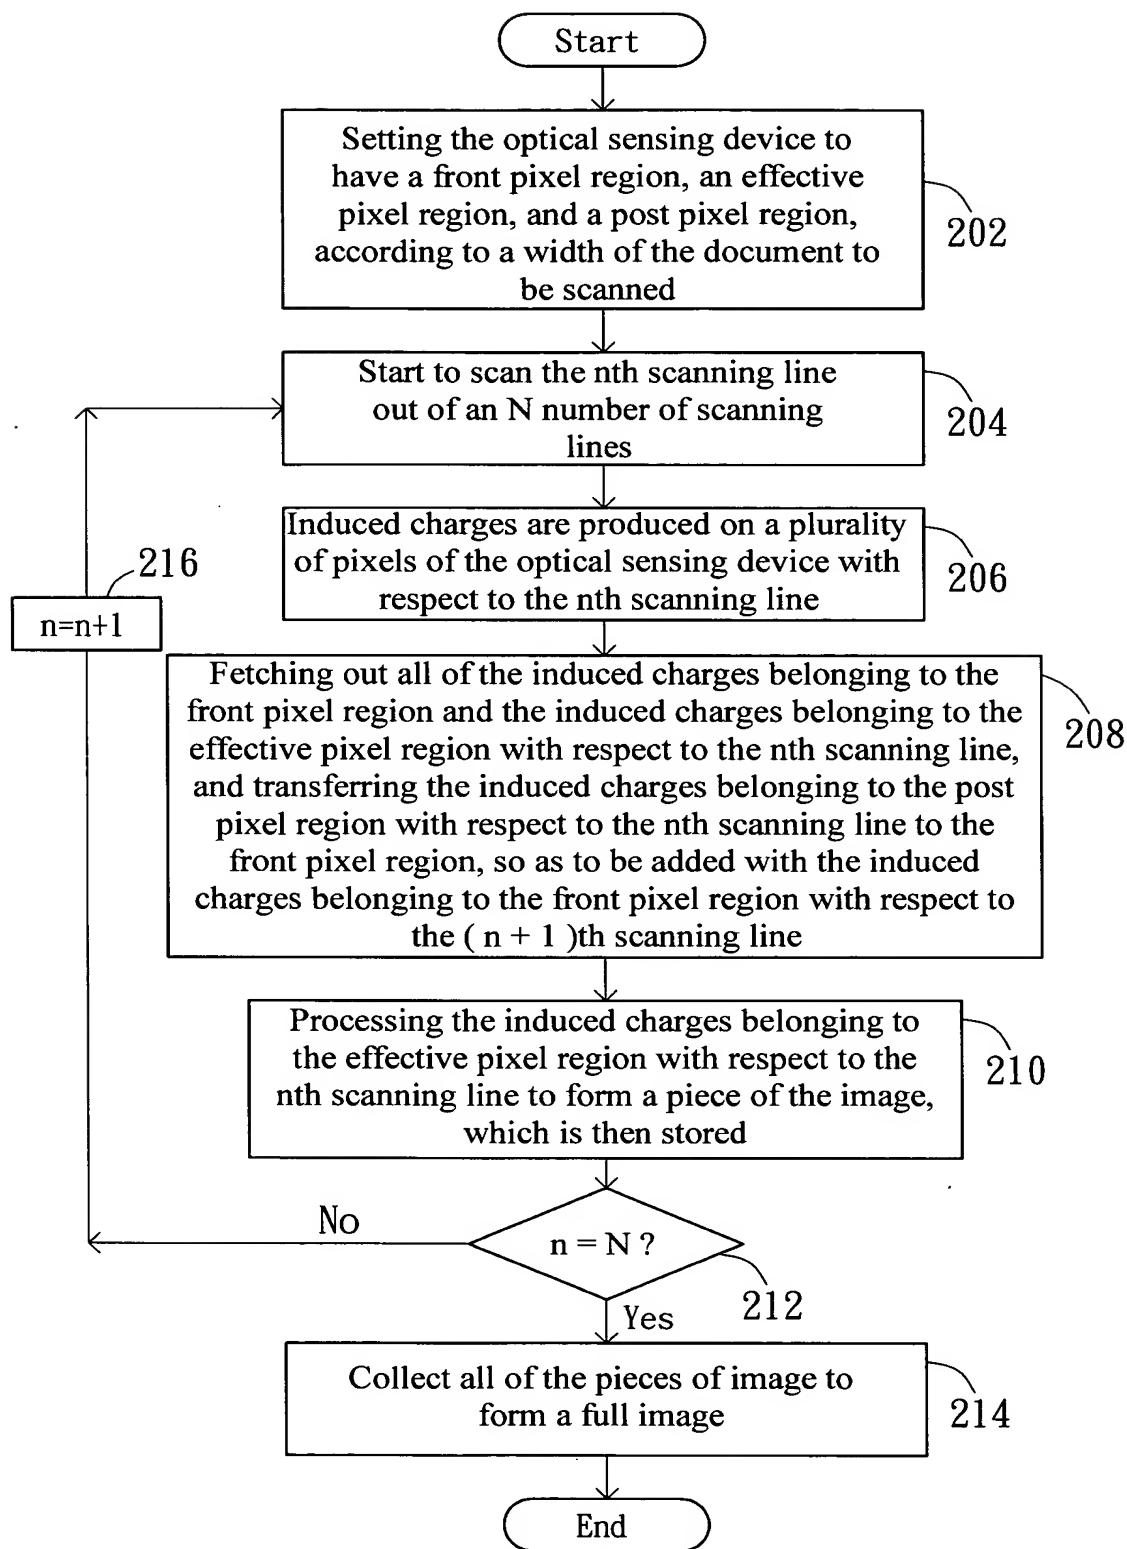 Start
Setting the optical sensing device to
have a front pixel region, an effective
pixel region, and a post pixel region,
according to a width of the document to
be scanned
202
Start to scan the nth scanning line
out of an N number of scanning
lines
204
Induced charges are produced on a plurality
of pixels of the optical sensing device with
respect to the nth scanning line
206
216
n=n+1
Fetching out all of the induced charges belonging to the
front pixel region and the induced charges belonging to the
effective pixel region with respect to the nth scanning line,
and transferring the induced charges belonging to the post
pixel region with respect to the nth scanning line to the
front pixel region, so as to be added with the induced
charges belonging to the front pixel region with respect to
the ( n + 1 )th scanning line
208
Processing the induced charges belonging to
the effective pixel region with respect to the
nth scanning line to form a piece of the image,
which is then stored
210
No
n = N ?
212
Yes
Collect all of the pieces of image to
form a full image
214
End